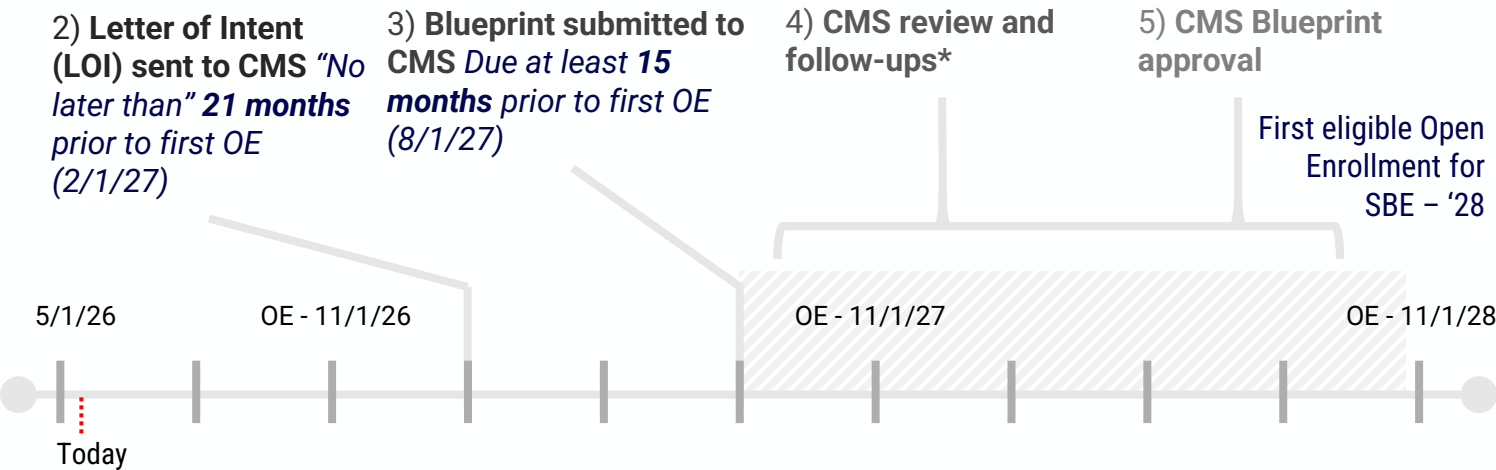 2) Letter of Intent
(LOI) sent to CMS “No
later than” 21 months
prior to first OE
(2/1/27)
3) Blueprint submitted to
CMS Due at least 15
months prior to first OE
(8/1/27)
4) CMS review and
follow-ups*
5) CMS Blueprint
approval
First eligible Open
Enrollment for
SBE – ‘28
5/1/26
OE - 11/1/26
OE - 11/1/27
OE - 11/1/28
Today